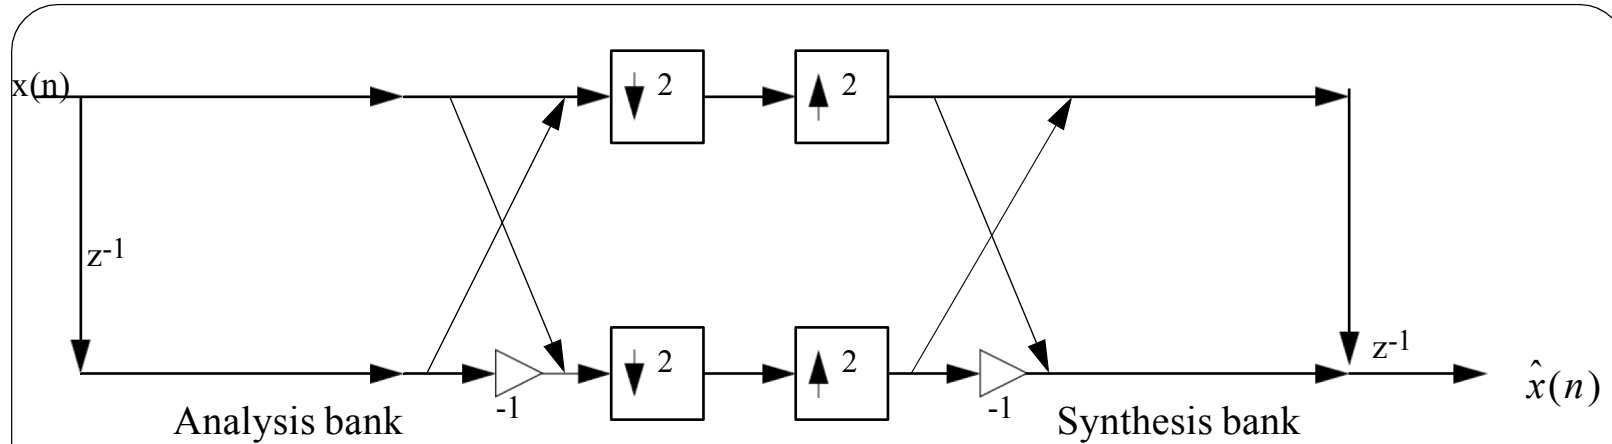 x(n)
2
2
z-1
2
2
z-1
x̂(n)
-1
-1
Analysis bank
Synthesis bank